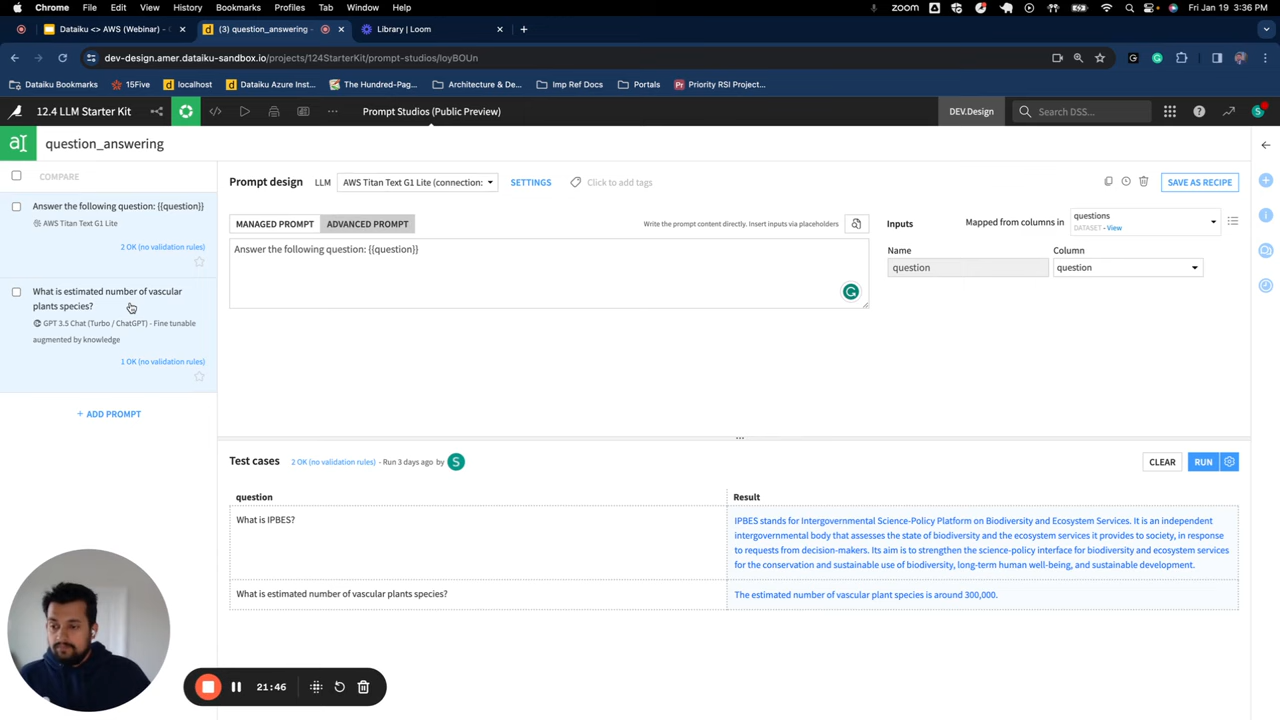 Chrome File Edit View History Bookmarks Profiles Tab Window Help
zoom Fri Jan 19 3:36 PM
Dataiku <> AWS (Webinar) -
(3) question_answering -
Library | Loom
dev-design.amer.dataiku-sandbox.io/projects/124StarterKit/prompt-studios/loyBOUn
Dataiku Bookmarks 15Five localhost Dataiku Azure Inst... The Hundred-Pag... Architecture & De... Imp Ref Docs Portals Priority RSI Projec...
12.4 LLM Starter Kit
Prompt Studios (Public Preview)
DEV.Design
Search DSS...
S
aI question_answering
COMPARE
Answer the following question: {{question}}
AWS Titan Text G1 Lite
2 OK (no validation rules)
What is estimated number of vascular
plants species?
GPT 3.5 Chat (Turbo / ChatGPT) - Fine tunable
augmented by knowledge
1 OK (no validation rules)
+ ADD PROMPT
Prompt design LLM AWS Titan Text G1 Lite (connection: SETTINGS Click to add tags
SAVE AS RECIPE
MANAGED PROMPT ADVANCED PROMPT
Write the prompt content directly. Insert inputs via placeholders
Answer the following question: {{question}}
Inputs
Mapped from columns in
questions
DATASET - View
Name Column
question question
Test cases 2 OK (no validation rules) - Run 3 days ago by S
CLEAR RUN
question Result
What is IPBES?
IPBES stands for Intergovernmental Science-Policy Platform on Biodiversity and Ecosystem Services. It is an independent
intergovernmental body that assesses the state of biodiversity and the ecosystem services it provides to society, in response
to requests from decision-makers. Its aim is to strengthen the science-policy interface for biodiversity and ecosystem services
for the conservation and sustainable use of biodiversity, long-term human well-being, and sustainable development.
What is estimated number of vascular plants species?
The estimated number of vascular plant species is around 300,000.
21:46